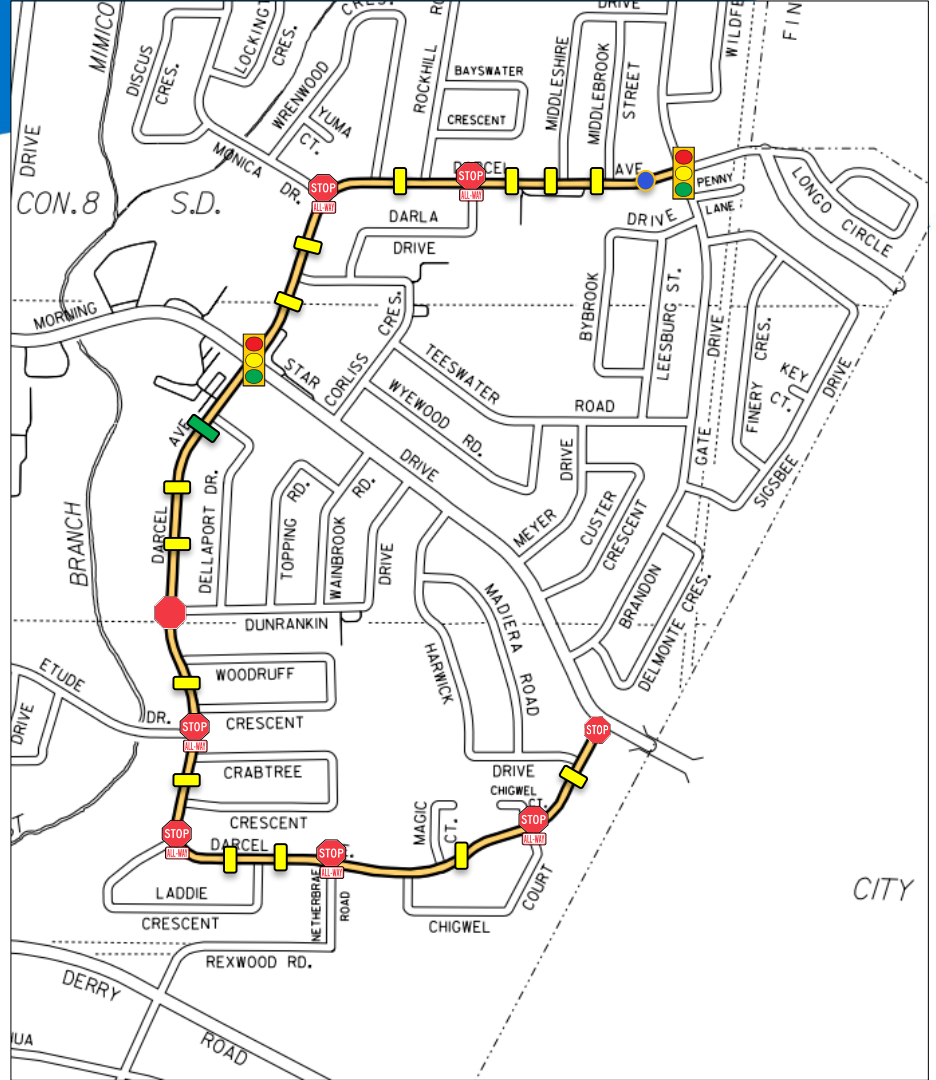 MIMICO
DRIVE
CON. 8
S.D.
DISCUS
CRES.
LOCKING
CRES.
CRES.
WRENWOOD
YUMA
CT.
MONICA
DR.
ROCKHILL
RO
BAYSWATER
CRESCENT
MIDDLESHIRE
MIDDLEBROOK
STREET
DRIVE
WILDFE
FIN
DARCEL
AVE
STOP
ALL-WAY
STOP
ALL-WAY
PENNY
LANE
LONGO CIRCLE
DARLA
DRIVE
DRIVE
BYBROOK
LEESBURG ST.
MORNING
STAR
DRIVE
CORLISS
CRES.
TEESWATER
ROAD
WYEWOOD RD.
GATE
DRIVE
FINERY CRES.
KEY
CT.
SIGSBEE
DRIVE
AVE
DARCEL
DELLAPORT DR.
TOPPING
RD.
WAINBROOK
RD.
DRIVE
DUNRANKIN
MEYER
DRIVE
CUSTER
CRESCENT
BRANDON
DELMONTE CRES.
MADIERA ROAD
HARWICK
DRIVE
BRANCH
ETUDE
DR.
DRIVE
WOODRUFF
CRESCENT
STOP
ALL-WAY
CRABTREE
CRESCENT
STOP
ALL-WAY
DARCEL
STOP
ALL-WAY
STOP
CHIGWEL
CT.
STOP
ALL-WAY
MAGIC
CT.
LADDIE
CRESCENT
NETHERBRAE
ROAD
CHIGWEL
COURT
REXWOOD RD.
DERRY
ROAD
CITY
ST
UA